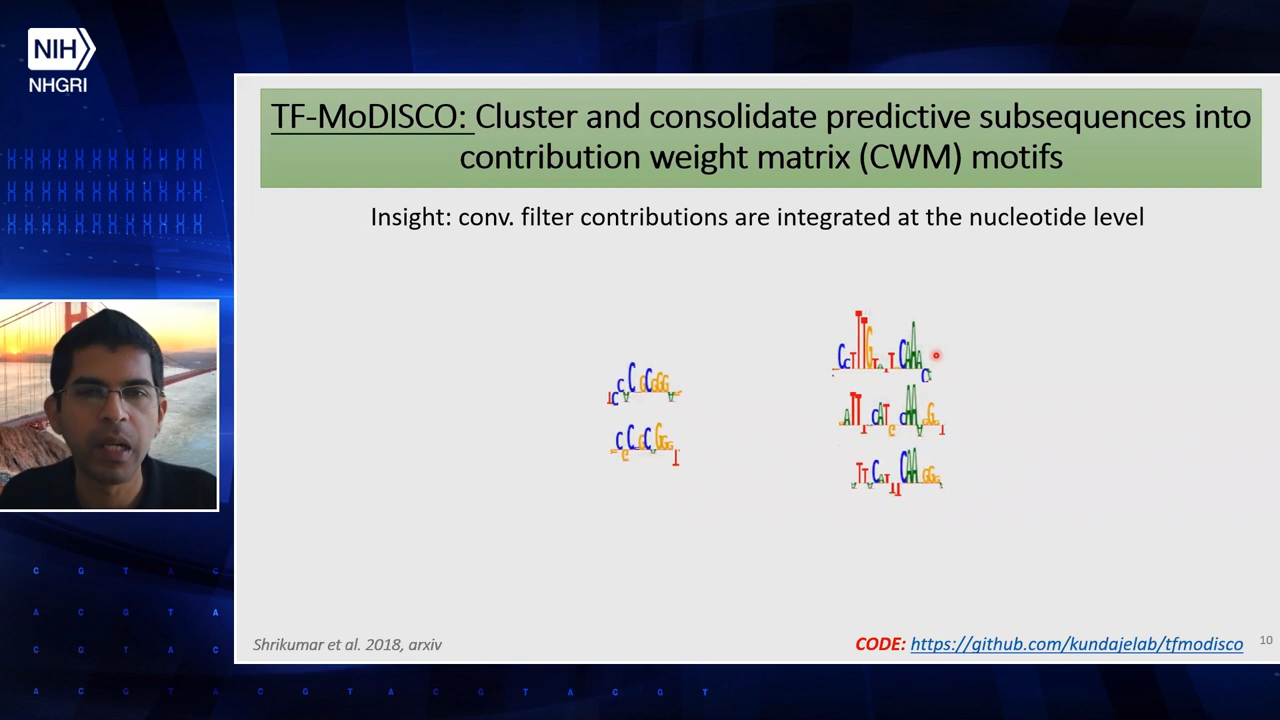 NIH
NHGRI
TF-MoDISCO: Cluster and consolidate predictive subsequences into
contribution weight matrix (CWM) motifs
Insight: conv. filter contributions are integrated at the nucleotide level
C G T A C
A C G T A
C G T A C
Shrikumar et al. 2018, arxiv
CODE: https://github.com/kundajelab/tfmodisco
10
A C G T A C G T A C G T A C G T